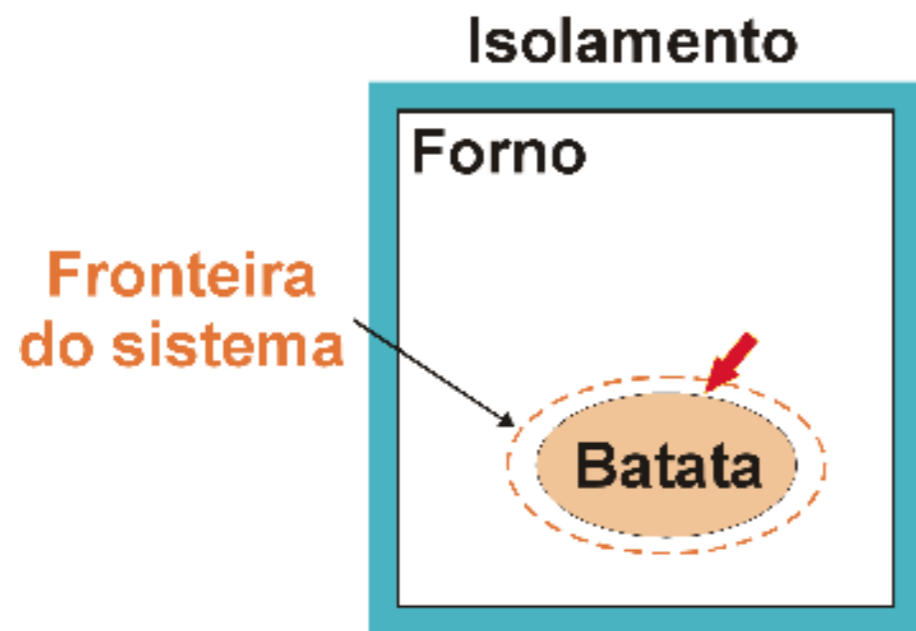 Isolamento
Forno
Fronteira
do sistema
Batata